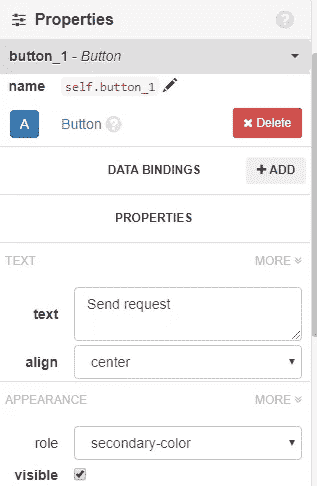 Properties ?
button_1 - Button
name self.button_1
A Button ? ✖ Delete
DATA BINDINGS + ADD
PROPERTIES
TEXT MORE
text Send request
align center
APPEARANCE MORE
role secondary-color
visible